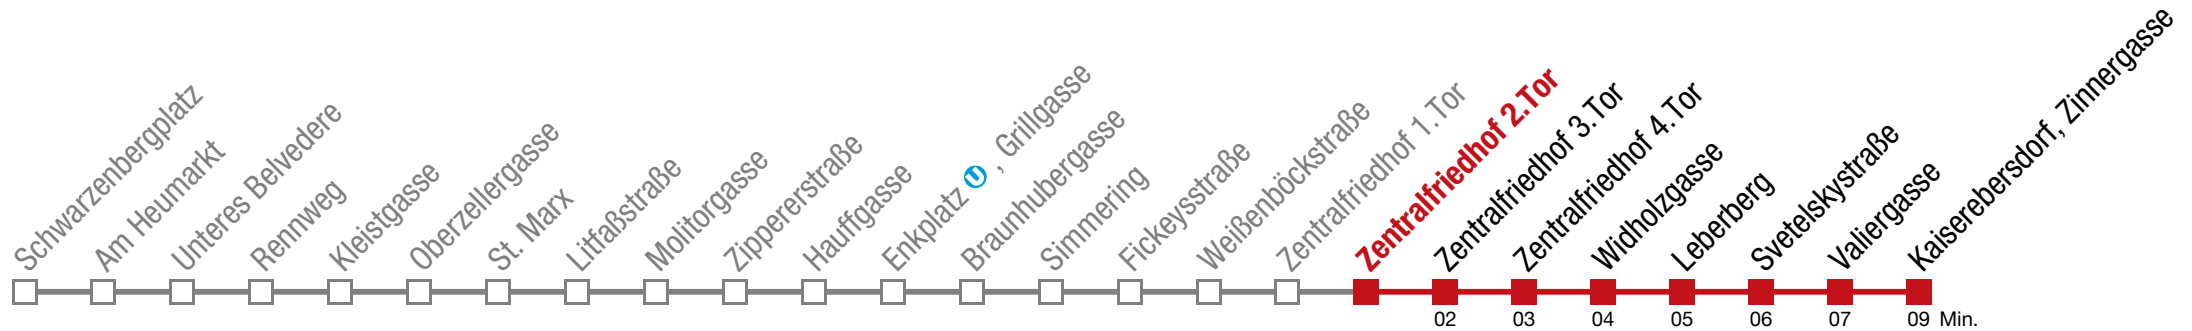 Schwarzenbergplatz
Am Heumarkt
Unteres Belvedere
Rennweg
Kleistgasse
Oberzellergasse
St. Marx
Litfaßstraße
Molitorgasse
Zippererstraße
Hauffgasse
Enkplatz U , Grillgasse
Braunhubergasse
Simmering
Fickeysstraße
Weißenböckstraße
Zentralfriedhof 1.Tor
Zentralfriedhof 2.Tor
Zentralfriedhof 3.Tor
Zentralfriedhof 4.Tor
Widholzgasse
Leberberg
Svetelskystraße
Valiergasse
Kaiserebersdorf, Zinnergasse
02 03 04 05 06 07 09 Min.